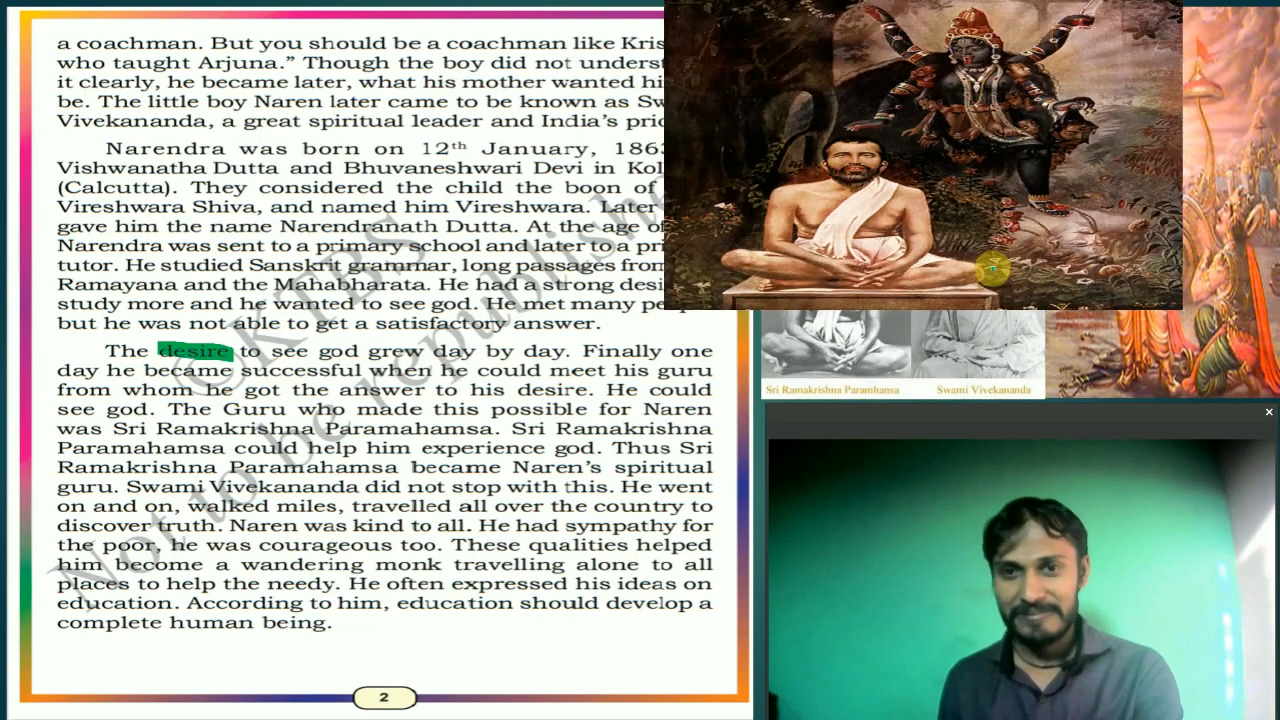 a coachman. But you should be a coachman like Kris
who taught Arjuna.” Though the boy did not underst
it clearly, he became later, what his mother wanted hi
be. The little boy Naren later came to be known as Sw
Vivekananda, a great spiritual leader and India’s pri
Narendra was born on 12th January, 186
Vishwanatha Dutta and Bhuvaneshwari Devi in Kol
(Calcutta). They considered the child the boon of
Vireshwara Shiva, and named him Vireshwara. Later
gave him the name Narendranath Dutta. At the age of
Narendra was sent to a primary school and later to a pri
tutor. He studied Sanskrit grammar, long passages from
Ramayana and the Mahabharata. He had a strong desi
study more and he wanted to see god. He met many pe
but he was not able to get a satisfactory answer.
The desire to see god grew day by day. Finally one
day he became successful when he could meet his guru
from whom he got the answer to his desire. He could
see god. The Guru who made this possible for Naren
was Sri Ramakrishna Paramahamsa. Sri Ramakrishna
Paramahamsa could help him experience god. Thus Sri
Ramakrishna Paramahamsa became Naren’s spiritual
guru. Swami Vivekananda did not stop with this. He went
on and on, walked miles, travelled all over the country to
discover truth. Naren was kind to all. He had sympathy for
the poor, he was courageous too. These qualities helped
him become a wandering monk travelling alone to all
places to help the needy. He often expressed his ideas on
education. According to him, education should develop a
complete human being.
2
©KTBS
Not to be republishe
Sri Ramakrishna Paramhansa
Swami Vivekananda